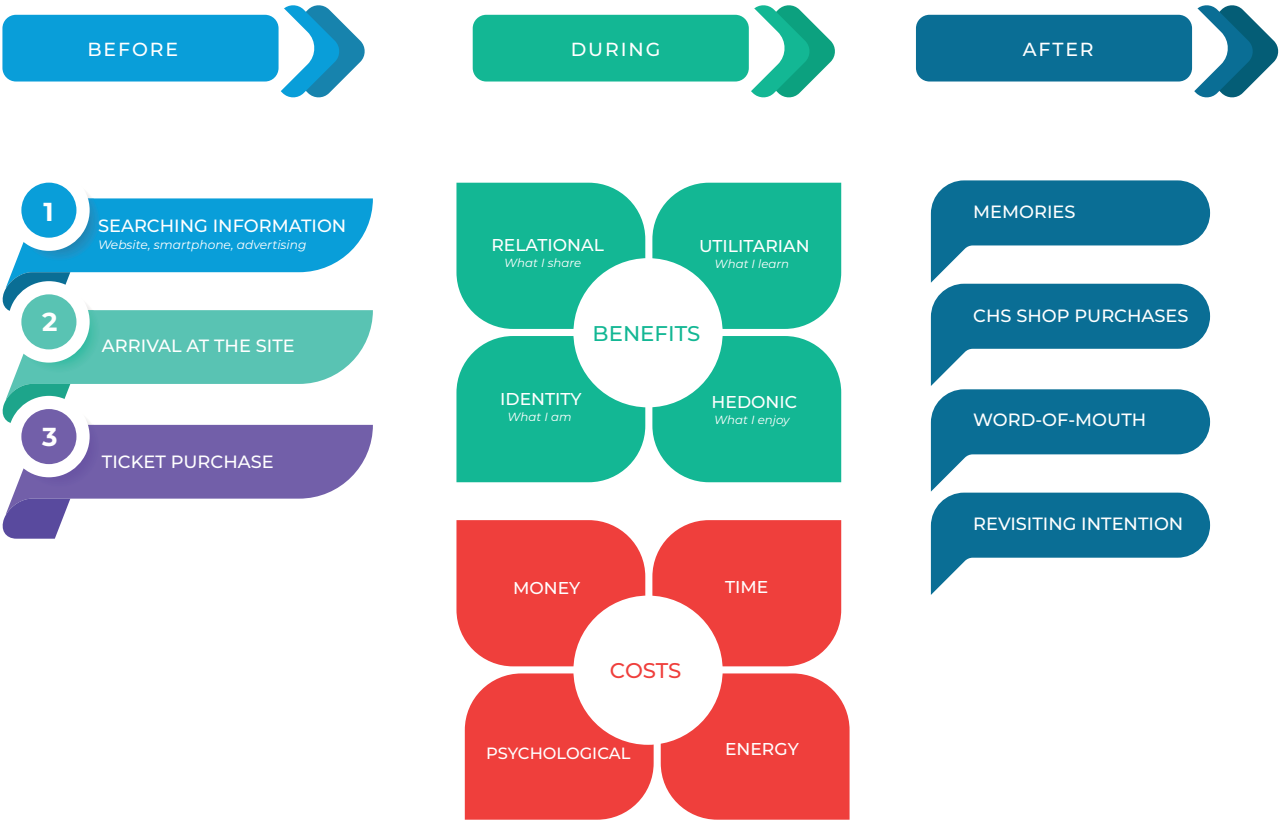 BEFORE
1
SEARCHING INFORMATION
Website, smartphone, advertising
2
ARRIVAL AT THE SITE
3
TICKET PURCHASE
DURING
RELATIONAL
What I share
UTILITARIAN
What I learn
BENEFITS
IDENTITY
What I am
HEDONIC
What I enjoy
MONEY
TIME
COSTS
PSYCHOLOGICAL
ENERGY
AFTER
MEMORIES
CHS SHOP PURCHASES
WORD-OF-MOUTH
REVISITING INTENTION